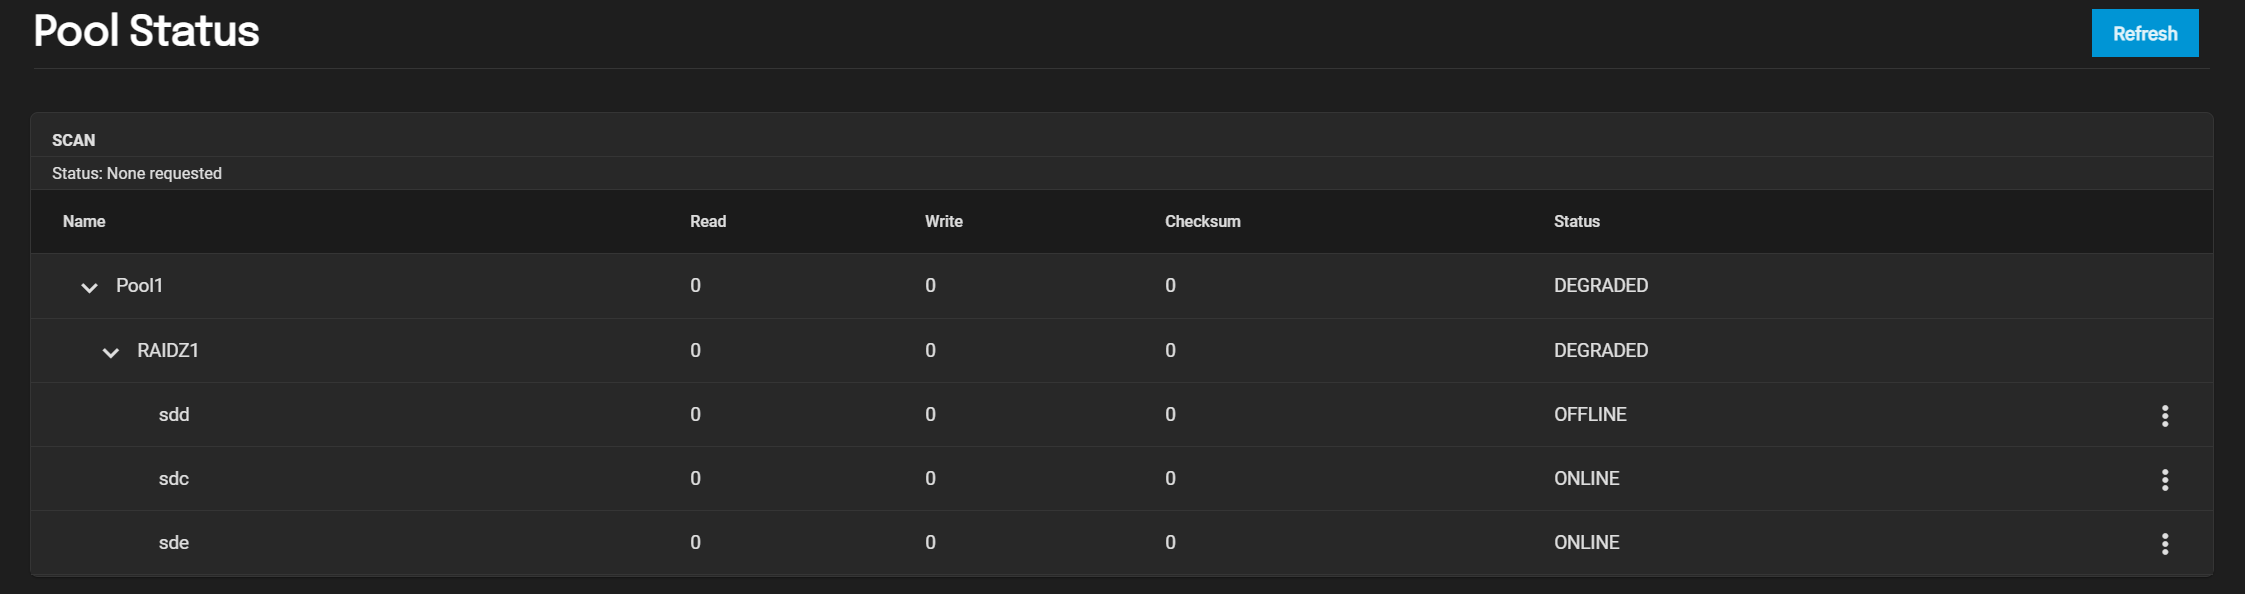 Pool Status
Refresh
SCAN
Status: None requested
Name Read Write Checksum Status
Pool1 0 0 0 DEGRADED
RAIDZ1 0 0 0 DEGRADED
sdd 0 0 0 OFFLINE
sdc 0 0 0 ONLINE
sde 0 0 0 ONLINE